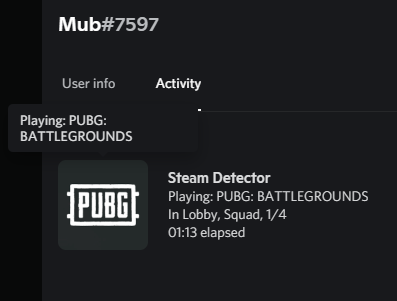 Mub#7597
User info
Activity
Playing: PUBG:
BATTLEGROUNDS
PUBG
Steam Detector
Playing: PUBG: BATTLEGROUNDS
In Lobby, Squad, 1/4
01:13 elapsed